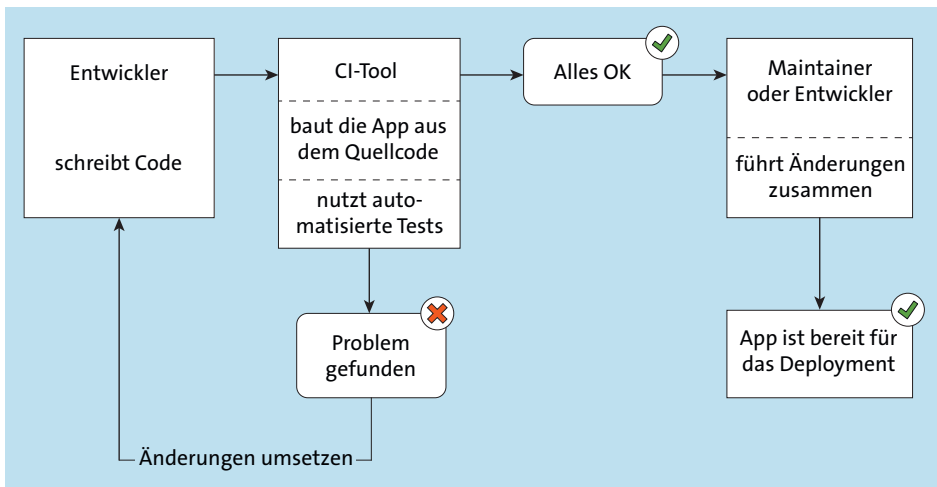 Entwickler
schreibt Code
CI-Tool
baut die App aus
dem Quellcode
nutzt auto-
matisierte Tests
Alles OK
Maintainer
oder Entwickler
führt Änderungen
zusammen
Problem
gefunden
App ist bereit für
das Deployment
Änderungen umsetzen